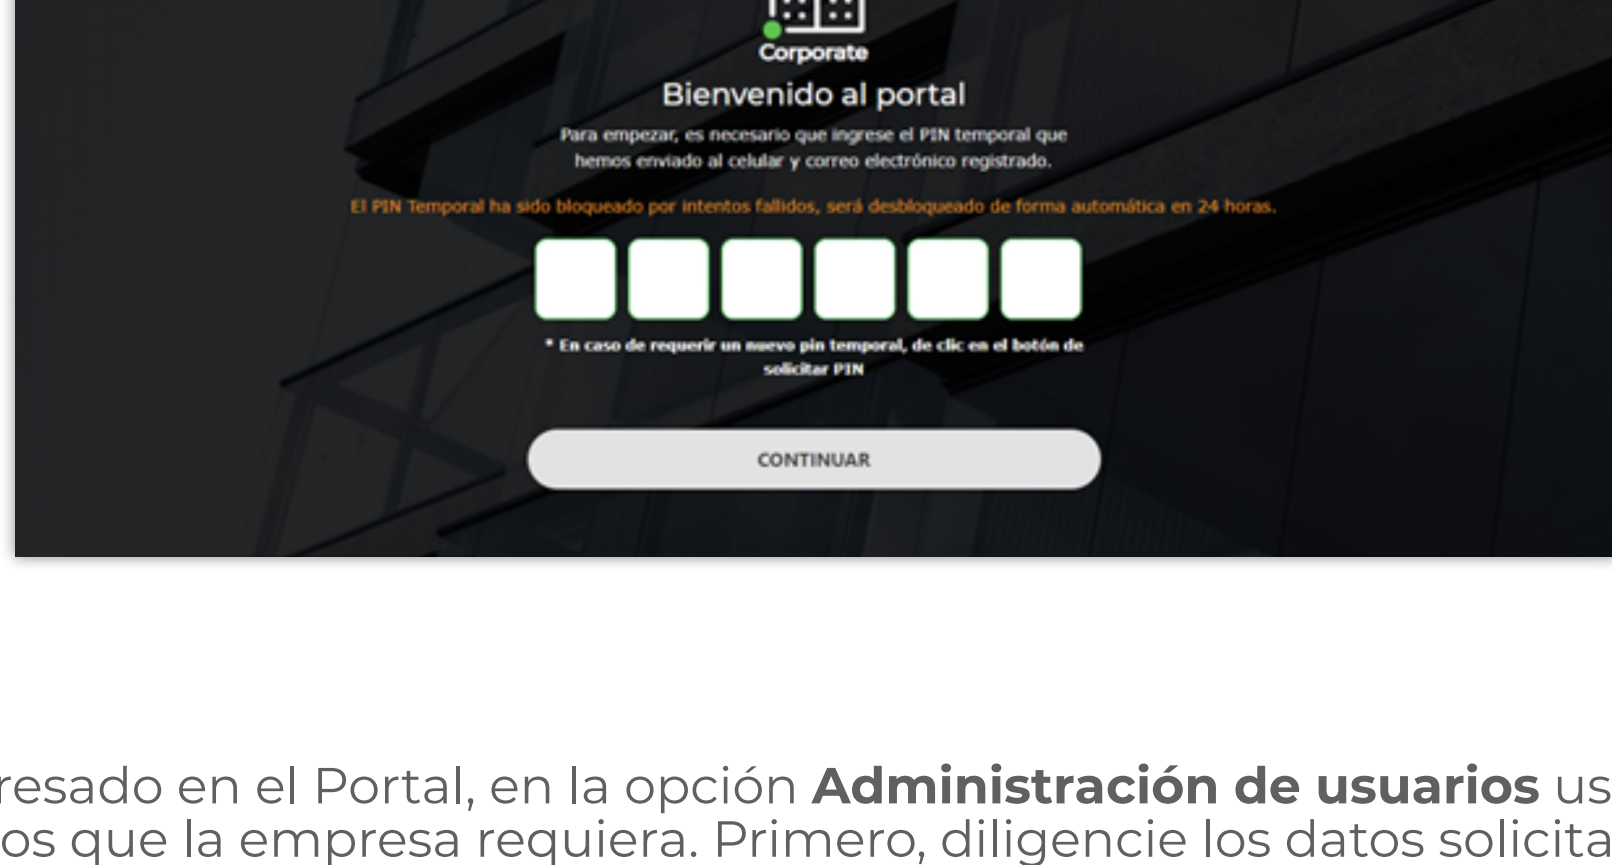 Corporate
Bienvenido al portal
Para empezar, es necesario que ingrese el PIN temporal que
hemos enviado al celular y correo electrónico registrado.
El PIN Temporal ha sido bloqueado por intentos fallidos, será desbloqueado de forma automática en 24 horas.
* En caso de requerir un nuevo pin temporal, de clic en el botón de
solicitar PIN
CONTINUAR
resado en el Portal, en la opción Administración de usuarios us
os que la empresa requiera. Primero, diligencie los datos solicita